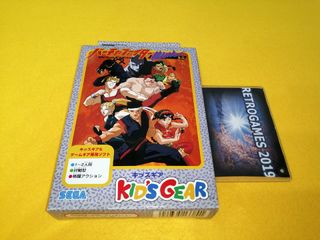 キッズギア&
ゲームギア専用ソフト
●1~2人用
●対戦型
●格闘アクション
SEGA
キッズギア
KID'S GEAR
RETROGAMES 2019